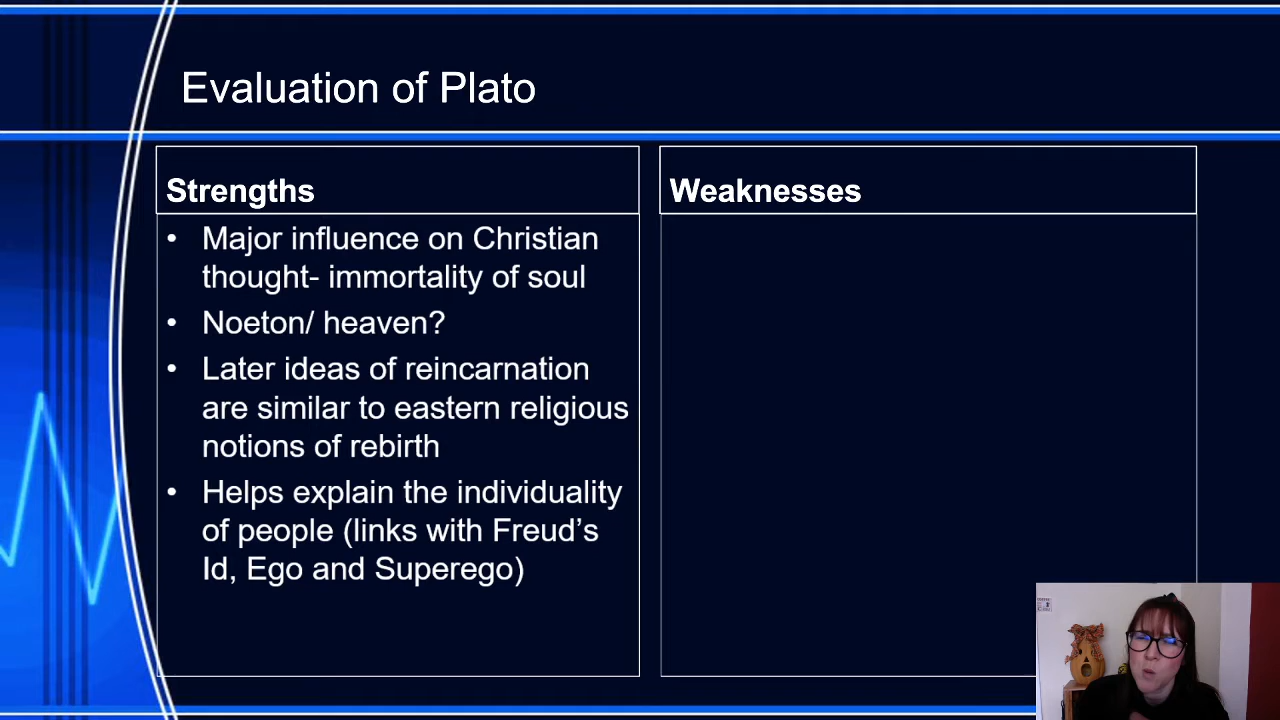 Evaluation of Plato
Strengths
• Major influence on Christian
thought- immortality of soul
• Noeton/ heaven?
• Later ideas of reincarnation
are similar to eastern religious
notions of rebirth
• Helps explain the individuality
of people (links with Freud’s
Id, Ego and Superego)
Weaknesses